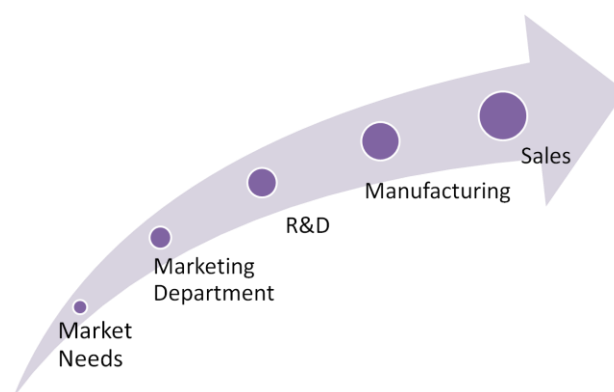 Market
Needs
Marketing
Department
R&D
Manufacturing
Sales